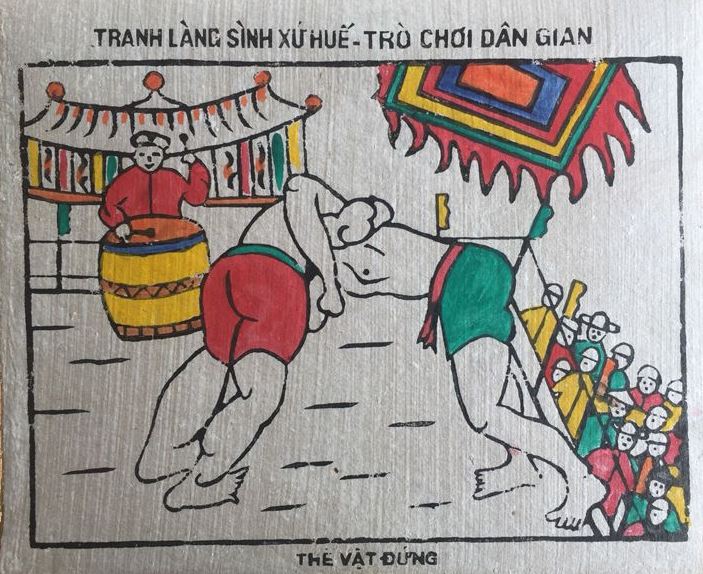 TRANH LÀNG SÌNH XỨ HUẾ - TRÒ CHƠI DÂN GIAN
THẾ VẬT ĐỨNG